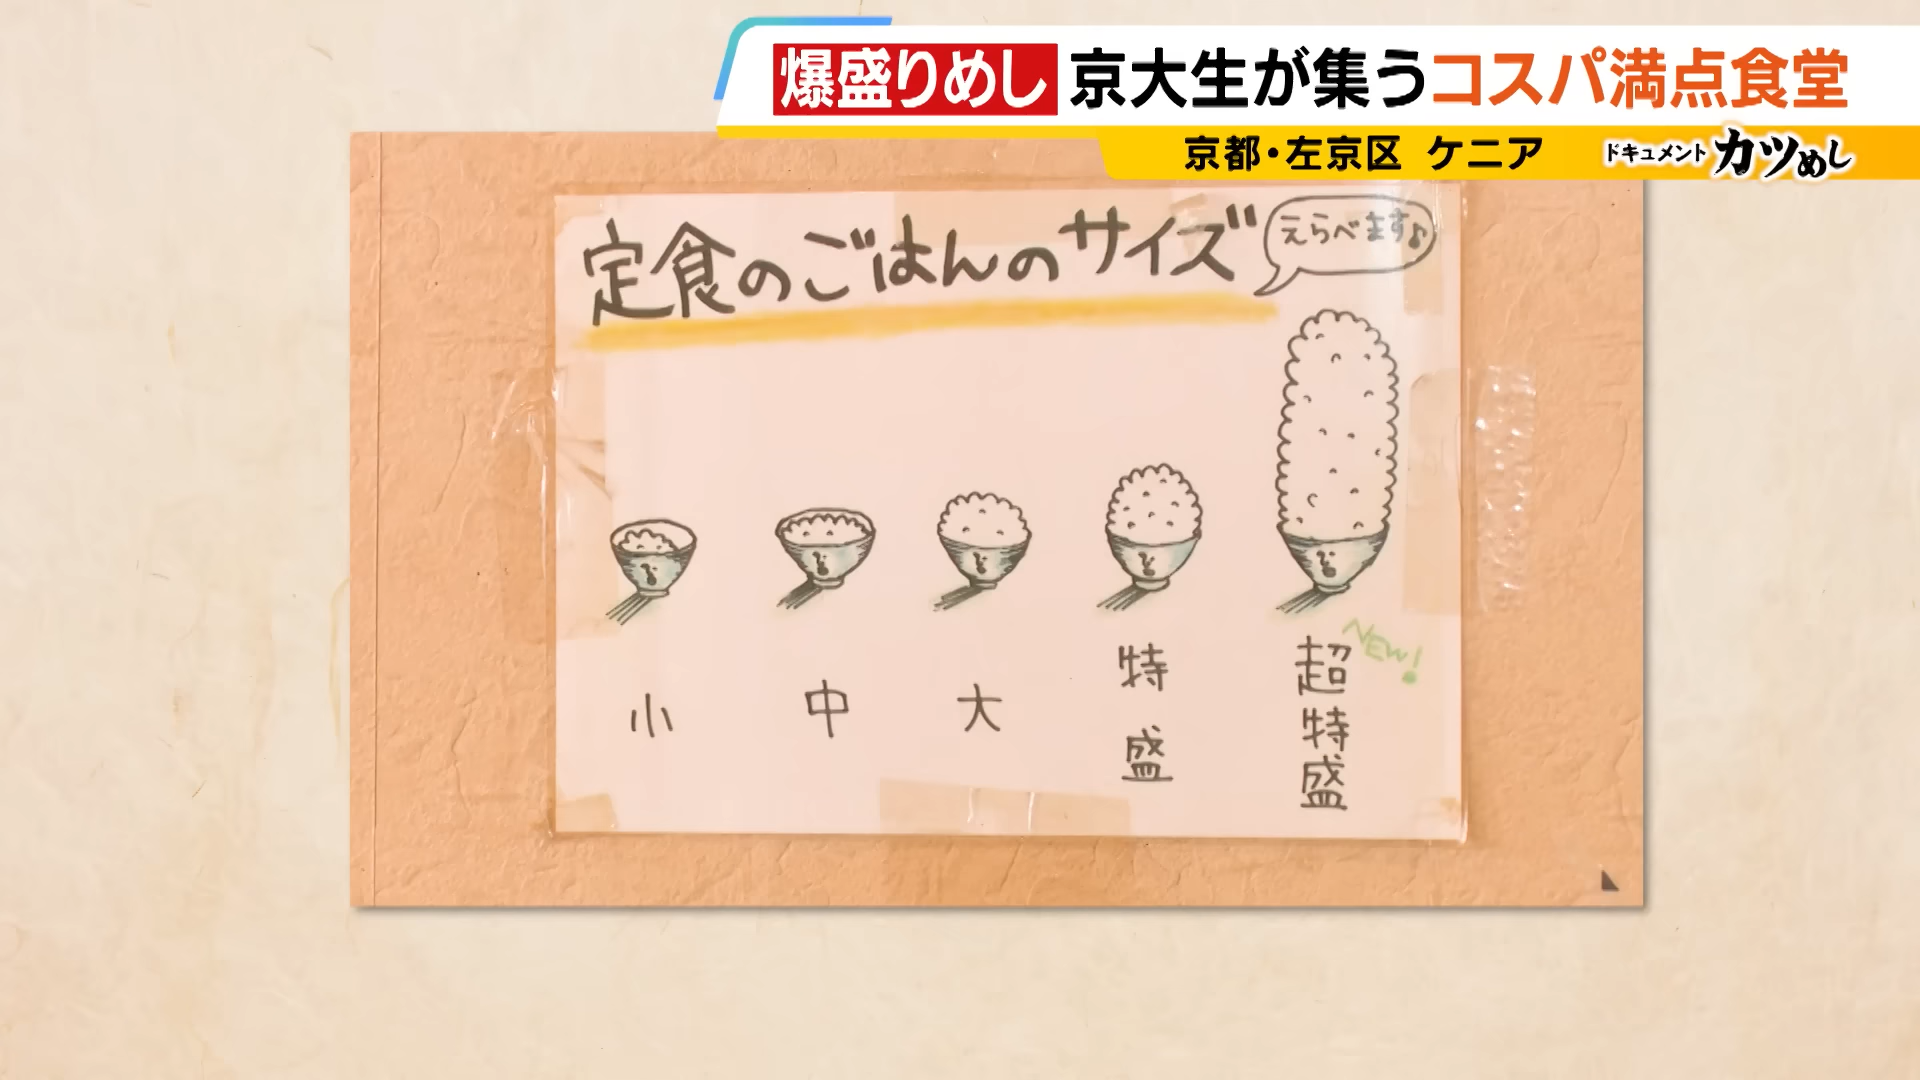 爆盛りめし 京大生が集うコスパ満点食堂
京都・左京区 ケニア
ドキュメント カツめし
定食のごはんのサイズ
えらべます♪
小
中
大
特盛
超特盛
NEW!